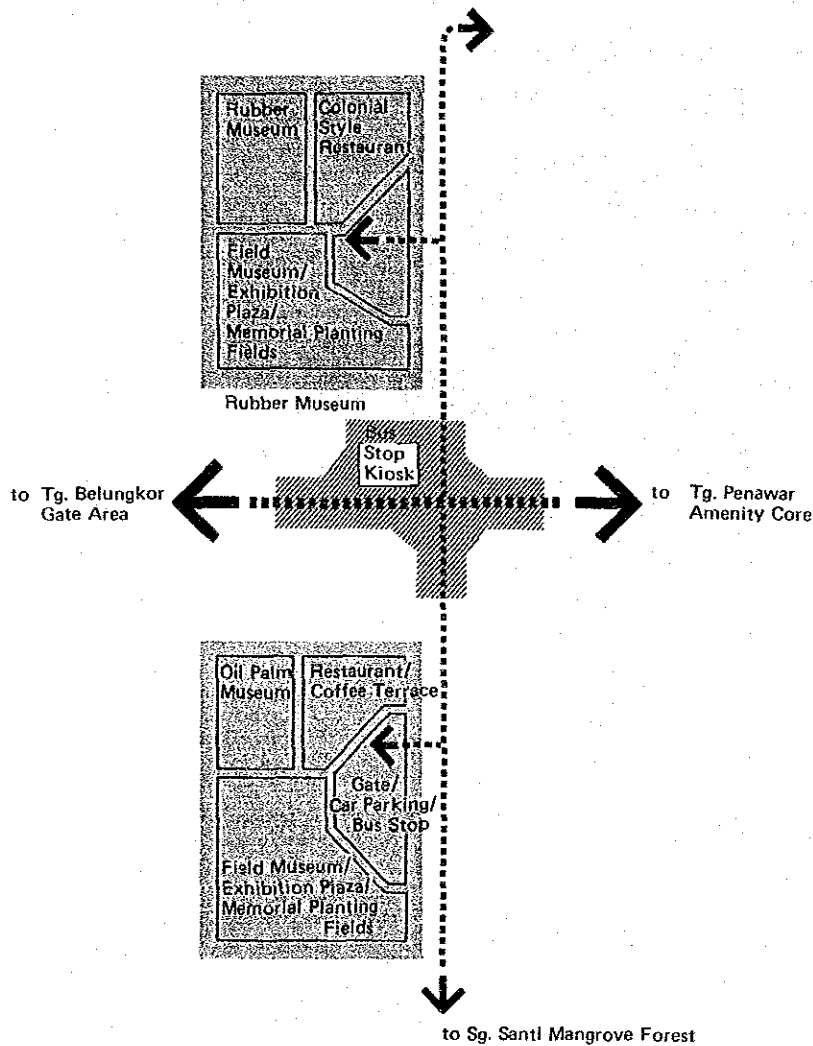 Rubber
Museum
Colonial
Style
Restaurant
Field
Museum/
Exhibition
Plaza/
Memorial Planting
Fields
Rubber Museum
Bus
Stop
Kiosk
to Tg. Belungkor
Gate Area
to Tg. Penawar
Amenity Core
Oil Palm
Museum
Restaurant/
Coffee Terrace
Gate/
Car Parking/
Bus Stop
Field Museum/
Exhibition Plaza/
Memorial Planting
Fields
to Sg. Santi Mangrove Forest